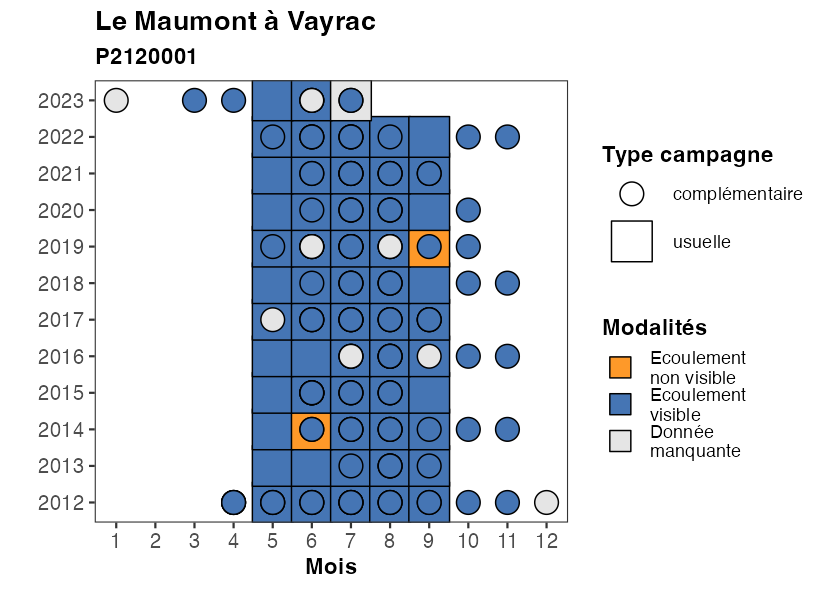 Le Maumont à Vayrac
P2120001
2023
2022
2021
2020
2019
2018
2017
2016
2015
2014
2013
2012
1 2 3 4 5 6 7 8 9 10 11 12
Mois
Type campagne
complémentaire
usuelle
Modalités
Ecoulement
non visible
Ecoulement
visible
Donnée
manquante